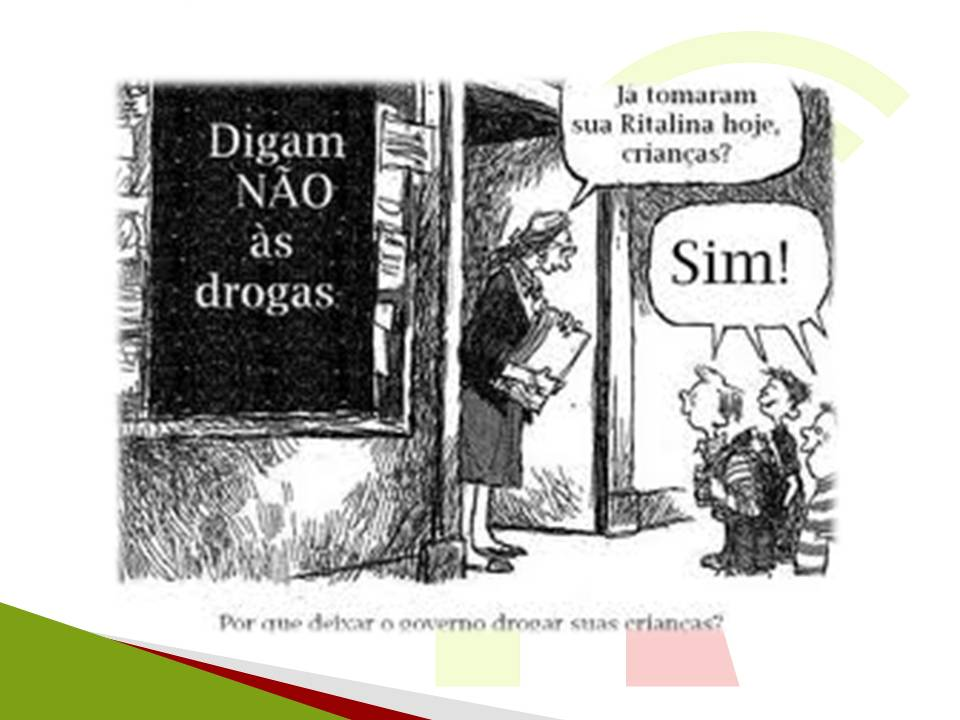 Digam
NÃO
às
drogas
Já tomaram
sua Ritalina hoje,
crianças?
Sim!
Por que deixar o governo drogar suas crianças?